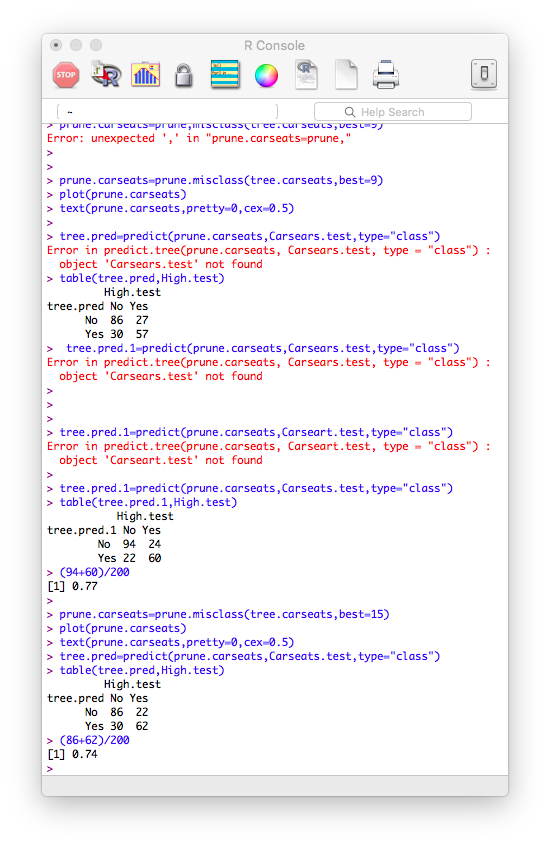 R Console
STOP
R
~
Help Search
> prune.carseats=prune,misclass(tree.carseats,best=9)
Error: unexpected ',' in "prune.carseats=prune,"
>
>
> prune.carseats=prune.misclass(tree.carseats,best=9)
> plot(prune.carseats)
> text(prune.carseats,pretty=0,cex=0.5)
>
> tree.pred=predict(prune.carseats,Carsears.test,type="class")
Error in predict.tree(prune.carseats, Carsears.test, type = "class") :
  object 'Carsears.test' not found
> table(tree.pred,High.test)
         High.test
tree.pred No Yes
      No  86  27
      Yes 30  57
>  tree.pred.1=predict(prune.carseats,Carsears.test,type="class")
Error in predict.tree(prune.carseats, Carsears.test, type = "class") :
  object 'Carsears.test' not found
>
>
>
> tree.pred.1=predict(prune.carseats,Carseart.test,type="class")
Error in predict.tree(prune.carseats, Carseart.test, type = "class") :
  object 'Carseart.test' not found
>
> tree.pred.1=predict(prune.carseats,Carseats.test,type="class")
> table(tree.pred.1,High.test)
           High.test
tree.pred.1 No Yes
        No  94  24
        Yes 22  60
> (94+60)/200
[1] 0.77
>
> prune.carseats=prune.misclass(tree.carseats,best=15)
> plot(prune.carseats)
> text(prune.carseats,pretty=0,cex=0.5)
> tree.pred=predict(prune.carseats,Carseats.test,type="class")
> table(tree.pred,High.test)
         High.test
tree.pred No Yes
      No  86  22
      Yes 30  62
> (86+62)/200
[1] 0.74
>